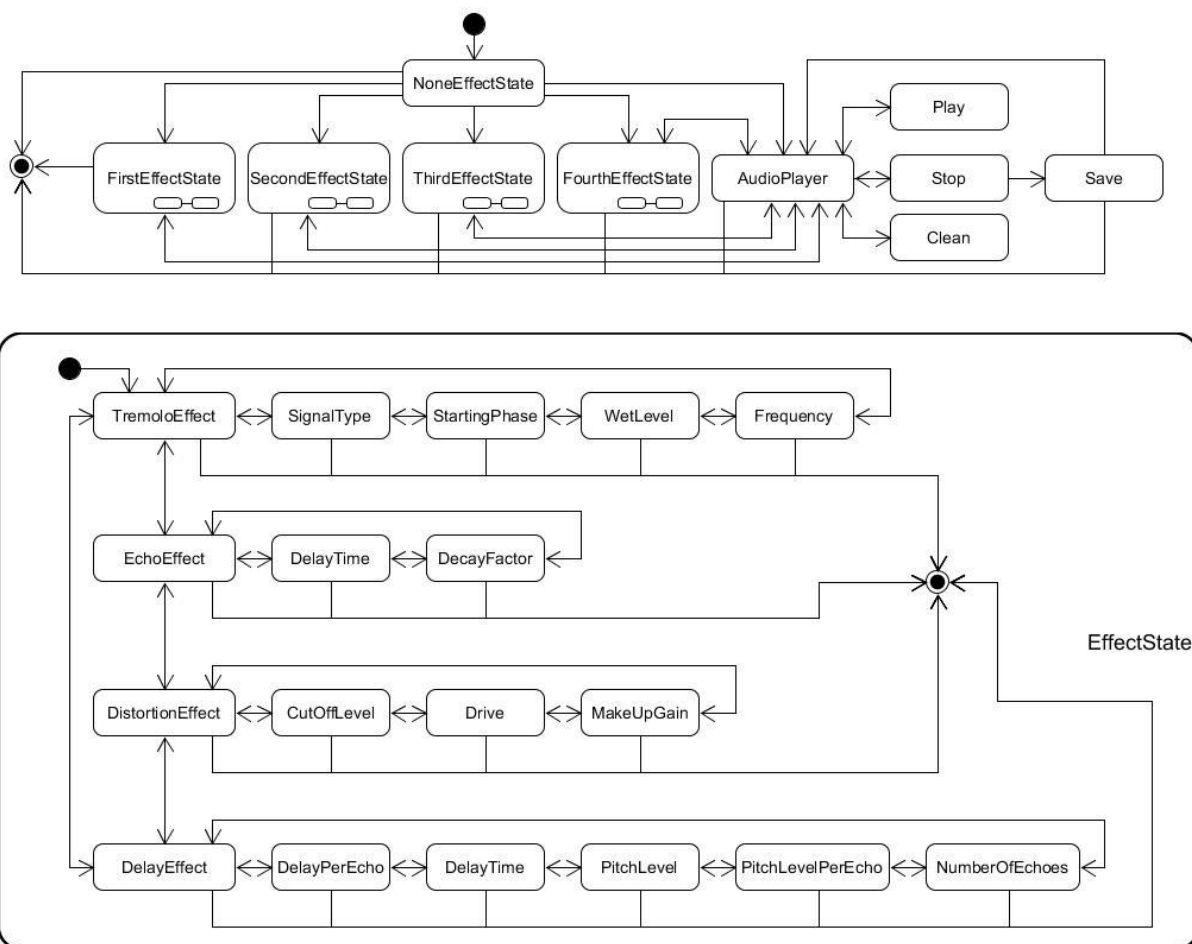 NoneEffectState
Play
FirstEffectState
SecondEffectState
ThirdEffectState
FourthEffectState
AudioPlayer
Stop
Save
Clean
TremoloEffect
SignalType
StartingPhase
WetLevel
Frequency
EchoEffect
DelayTime
DecayFactor
EffectState
DistortionEffect
CutOffLevel
Drive
MakeUpGain
DelayEffect
DelayPerEcho
DelayTime
PitchLevel
PitchLevelPerEcho
NumberOfEchoes